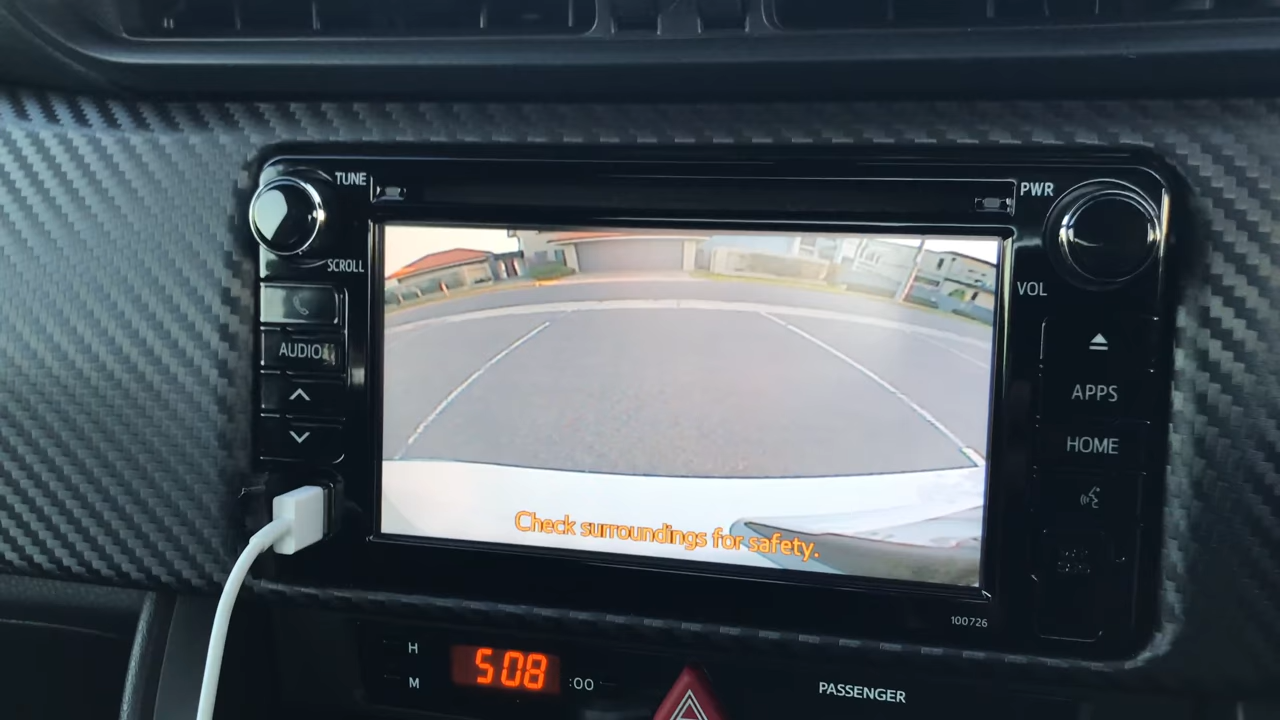 TUNE
PWR
SCROLL
VOL
AUDIO
APPS
HOME
Check surroundings for safety.
100726
H
M
5:08
:00
PASSENGER